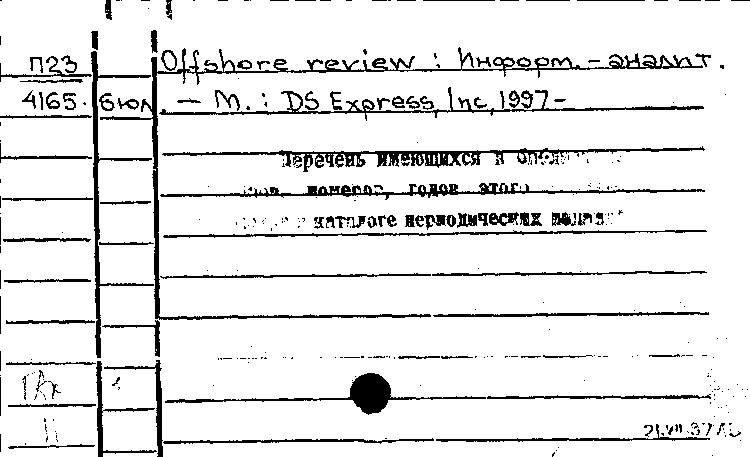 П23 Offshore review : Информ. - аналит.
4165. бюл. — М. : DS Express, Inc, 1997 -
Перечень имеющихся в
номеров, годов этого
каталоге периодических